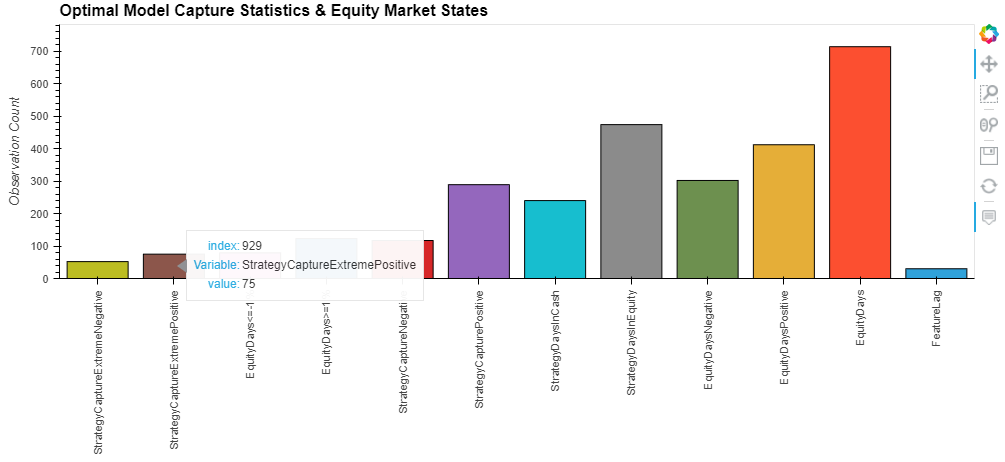 Optimal Model Capture Statistics & Equity Market States
Observation Count
700
600
500
400
300
200
100
0
index: 929
Variable: StrategyCaptureExtremePositive
value: 75
StrategyCaptureExtremeNegative
StrategyCaptureExtremePositive
EquityDays<=-1
EquityDays>=1
StrategyCaptureNegati
StrategyCapturePositive
StrategyDaysInCash
StrategyDaysInEquity
EquityDaysNegative
EquityDaysPositive
EquityDays
FeatureLag